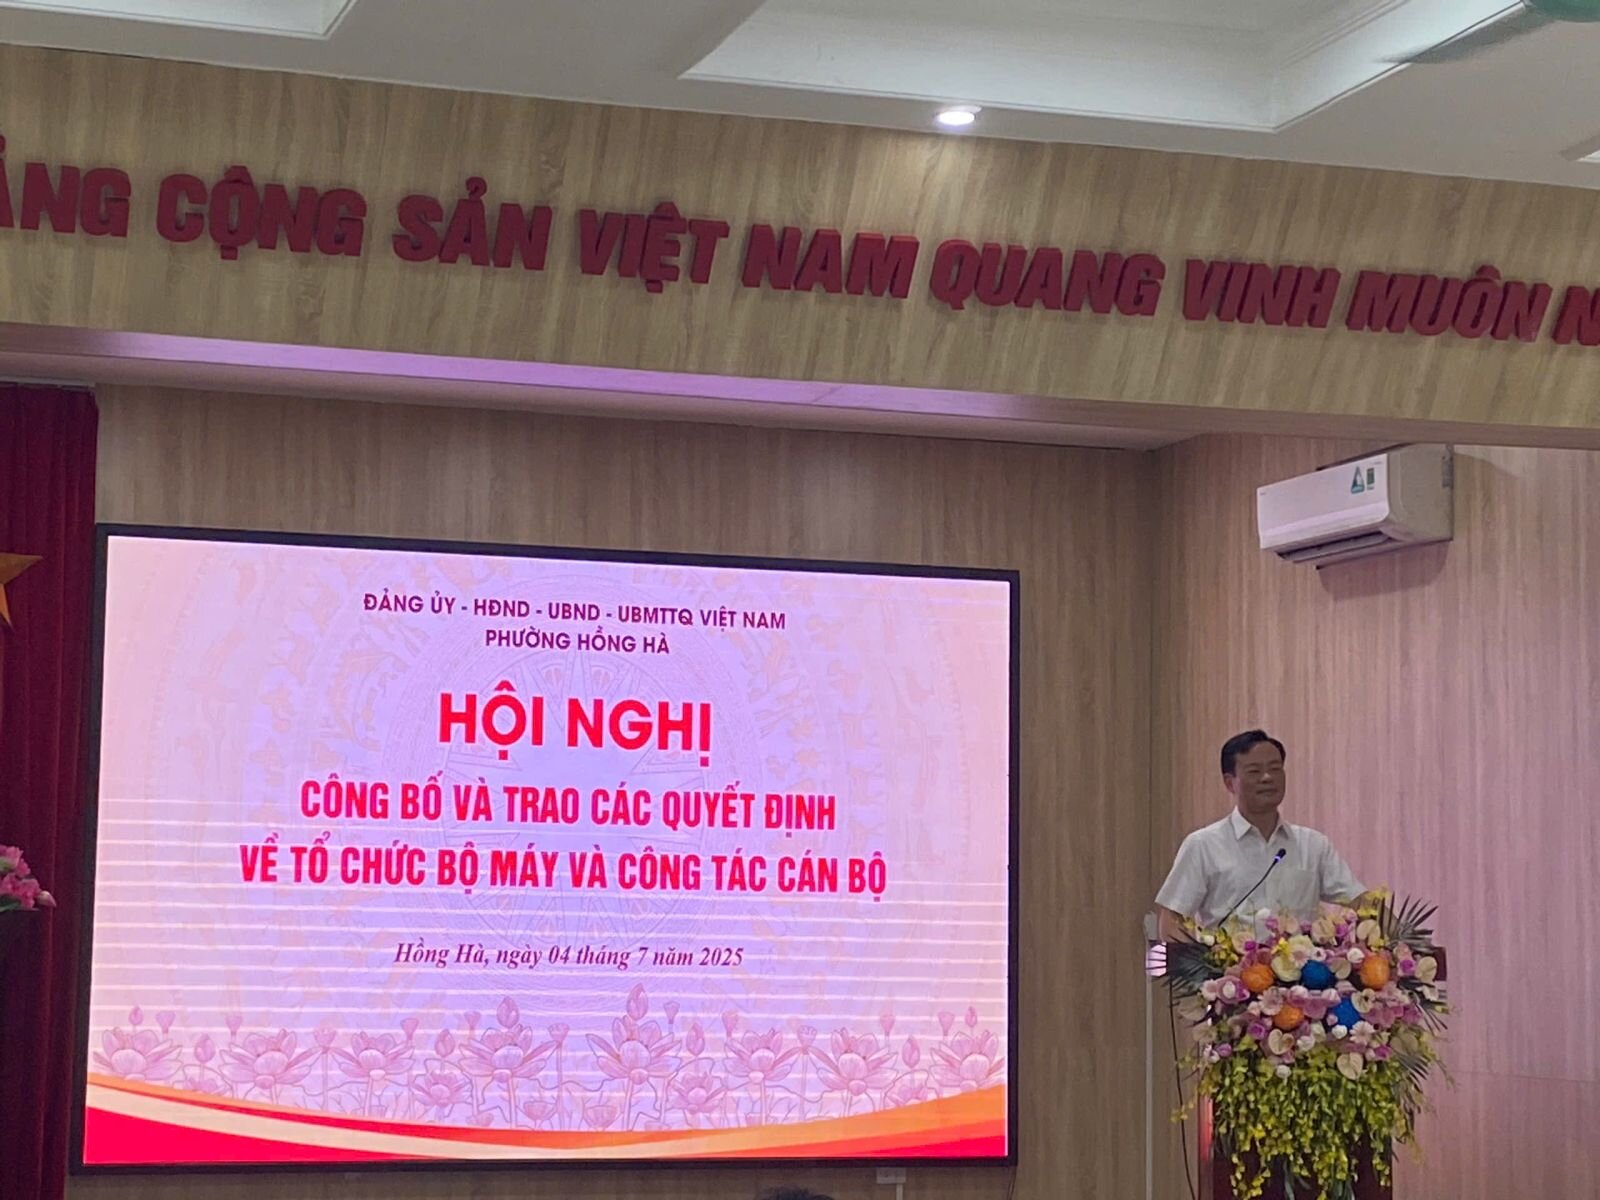 ẢNG CỘNG SẢN VIỆT NAM QUANG VINH MUÔN N
ĐẢNG ỦY - HĐND - UBND - UBMTTQ VIỆT NAM
PHƯỜNG HỒNG HÀ
HỘI NGHỊ
CÔNG BỐ VÀ TRAO CÁC QUYẾT ĐỊNH
VỀ TỔ CHỨC BỘ MÁY VÀ CÔNG TÁC CÁN BỘ
Hồng Hà, ngày 04 tháng 7 năm 2025